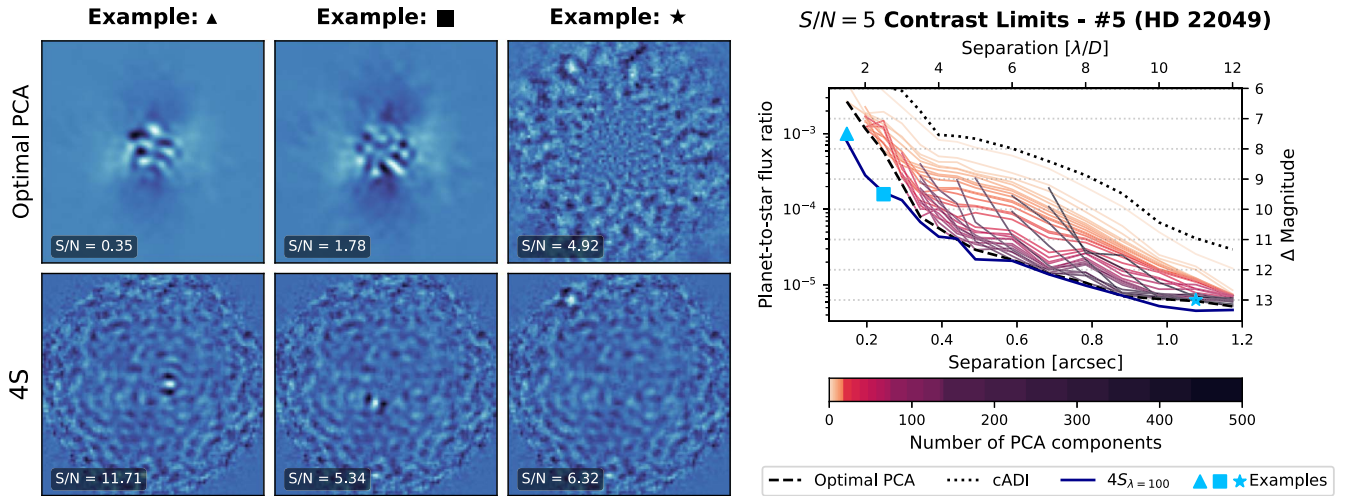 Example: ▲
Example: ■
Example: ★
Optimal PCA
S/N = 0.35
S/N = 1.78
S/N = 4.92
4S
S/N = 11.71
S/N = 5.34
S/N = 6.32
S/N = 5 Contrast Limits - #5 (HD 22049)
Separation [λ/D]
2 4 6 8 10 12
Planet-to-star flux ratio
10⁻³
10⁻⁴
10⁻⁵
6
7
8
9
10
11
12
13
Δ Magnitude
0.2 0.4 0.6 0.8 1.0 1.2
Separation [arcsec]
0 100 200 300 400 500
Number of PCA components
Optimal PCA cADI 4S_{λ=100} Examples